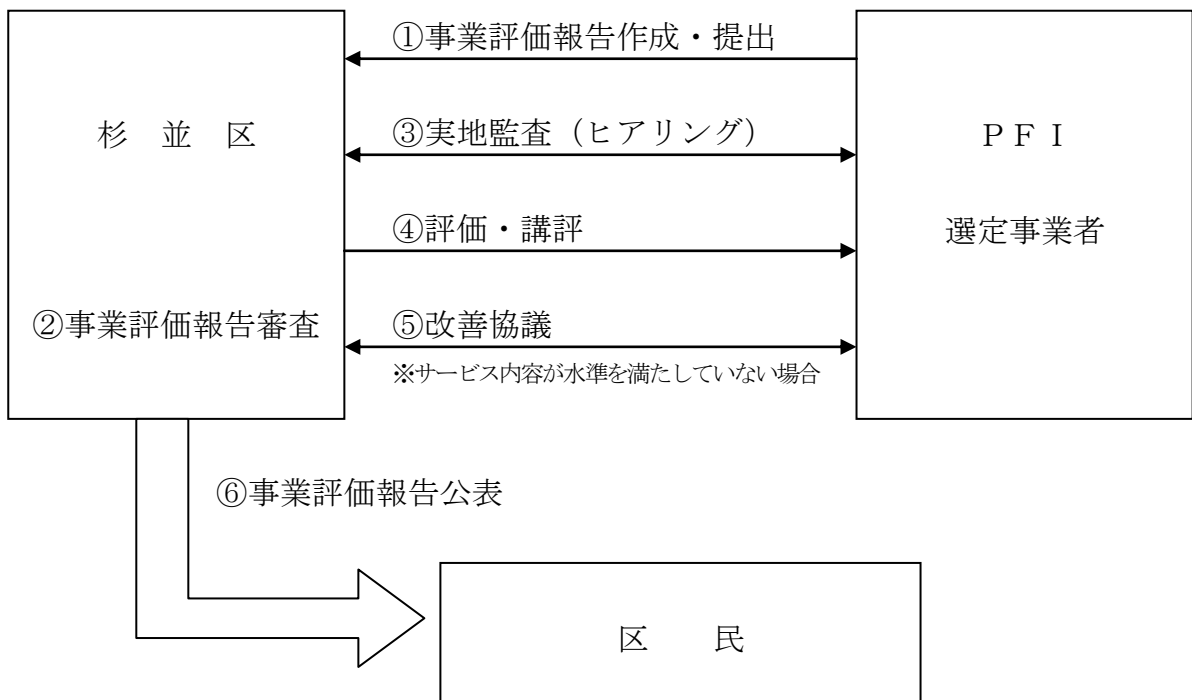 ①事業評価報告作成・提出
杉 並 区
③実地監査（ヒアリング）
ＰＦＩ
④評価・講評
選定事業者
②事業評価報告審査
⑤改善協議
※サービス内容が水準を満たしていない場合
⑥事業評価報告公表
区 民